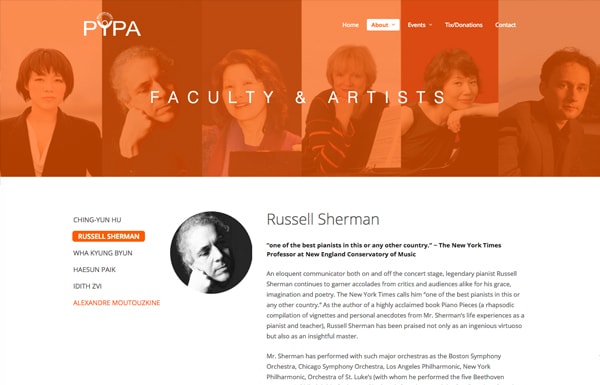 PYPA
Home About Events Tix/Donations Contact
FACULTY & ARTISTS
CHING-YUN HU
RUSSELL SHERMAN
WHA KYUNG BYUN
HAESUN PAIK
IDITH ZVI
ALEXANDRE MOUTOUZKINE
Russell Sherman
"one of the best pianists in this or any other country." ~ The New York Times
Professor at New England Conservatory of Music
An eloquent communicator both on and off the concert stage, legendary pianist Russell
Sherman continues to garner accolades from critics and audiences alike for his grace,
imagination and poetry. The New York Times calls him "one of the best pianists in this or
any other country." As the author of a highly acclaimed book Piano Pieces (a rhapsodic
compilation of vignettes and personal anecdotes from Mr. Sherman's life experiences as a
pianist and teacher), Russell Sherman has been praised not only as an ingenious virtuoso
but also as an insightful master.
Mr. Sherman has performed with such major orchestras as the Boston Symphony
Orchestra, Chicago Symphony Orchestra, Los Angeles Philharmonic, New York
Philharmonic, Orchestra of St. Luke's (with whom he performed the five Beethoven